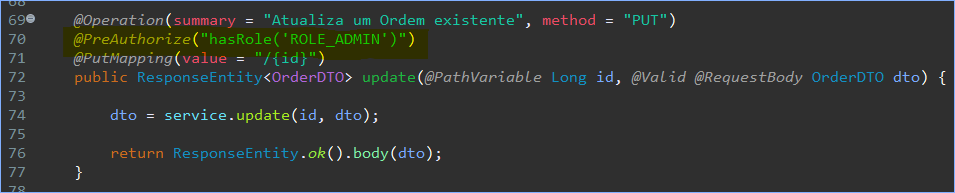 68
69 @Operation(summary = "Atualiza um Ordem existente", method = "PUT")
70 @PreAuthorize("hasRole('ROLE_ADMIN')")
71 @PutMapping(value = "/{id}")
72 public ResponseEntity<OrderDTO> update(@PathVariable Long id, @Valid @RequestBody OrderDTO dto) {
73
74 dto = service.update(id, dto);
75
76 return ResponseEntity.ok().body(dto);
77 }
78